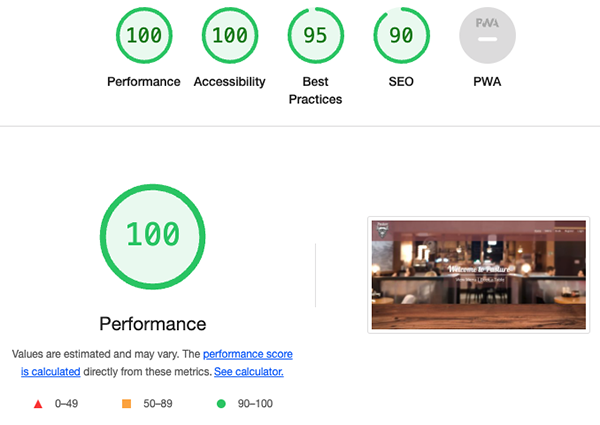 100
100
95
90
PWA
Performance
Accessibility
Best
Practices
SEO
PWA
100
Welcome to Pasture
Performance
Values are estimated and may vary. The performance score
is calculated directly from these metrics. See calculator.
0–49
50–89
90–100